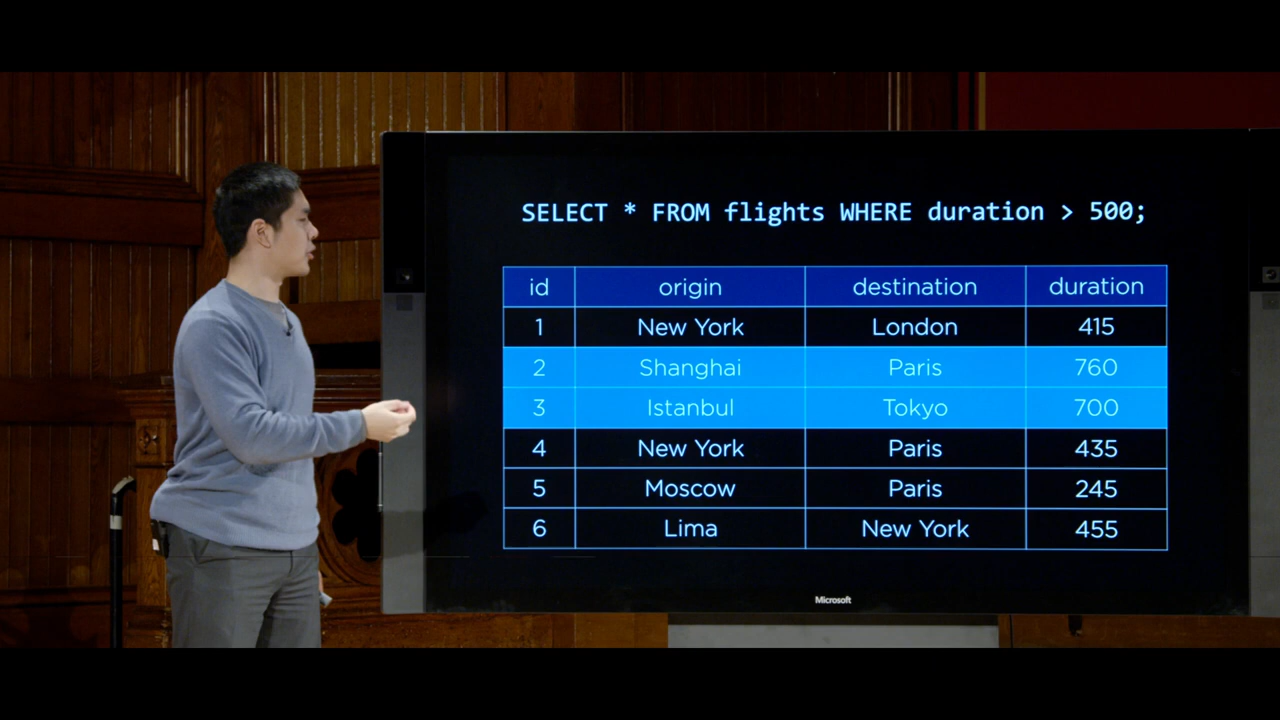 SELECT * FROM flights WHERE duration > 500;
id origin destination duration
1 New York London 415
2 Shanghai Paris 760
3 Istanbul Tokyo 700
4 New York Paris 435
5 Moscow Paris 245
6 Lima New York 455
Microsoft